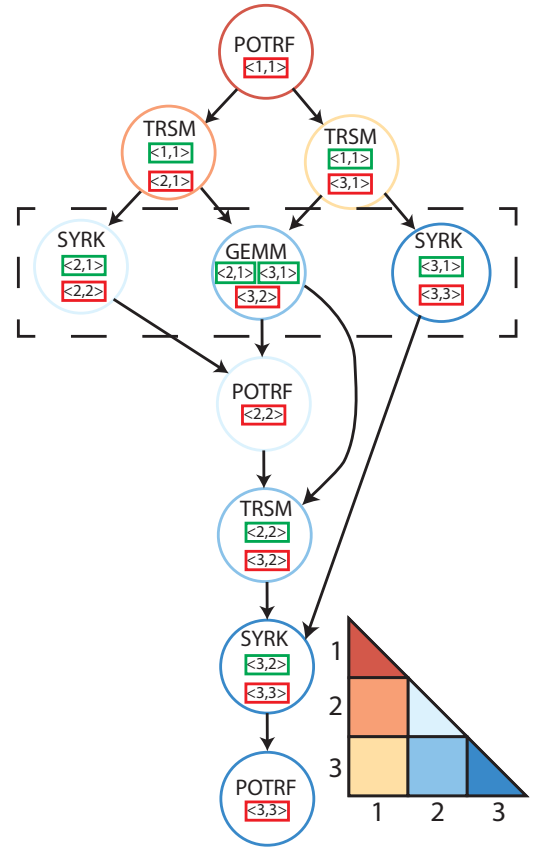 POTRF
<1,1>
TRSM
<1,1>
<2,1>
TRSM
<1,1>
<3,1>
SYRK
<2,1>
<2,2>
GEMM
<2,1> <3,1>
<3,2>
SYRK
<3,1>
<3,3>
POTRF
<2,2>
TRSM
<2,2>
<3,2>
SYRK
<3,2>
<3,3>
POTRF
<3,3>
1
2
3
1 2 3